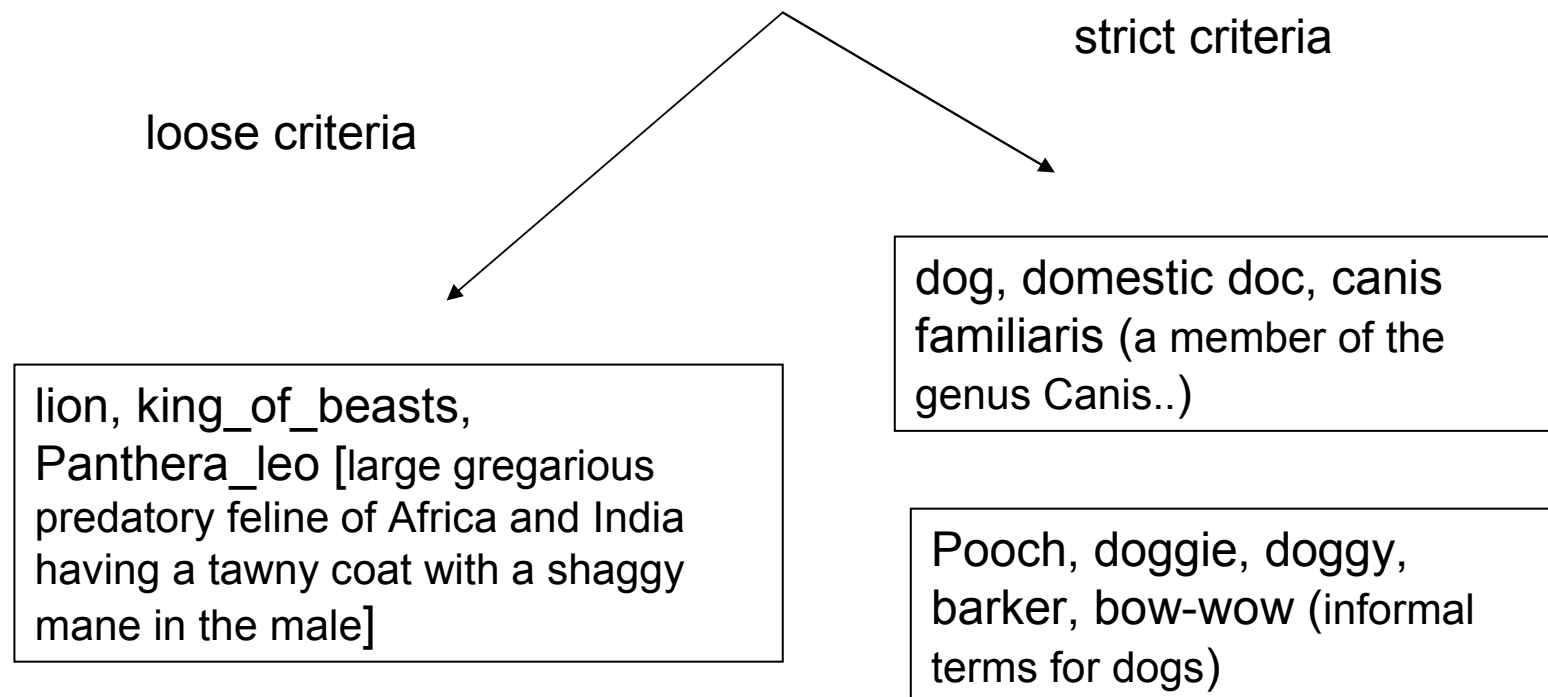 strict criteria
loose criteria
lion, king_of_beasts,
Panthera_leo [large gregarious
predatory feline of Africa and India
having a tawny coat with a shaggy
mane in the male]
dog, domestic doc, canis
familiaris (a member of the
genus Canis..)
Pooch, doggie, doggy,
barker, bow-wow (informal
terms for dogs)